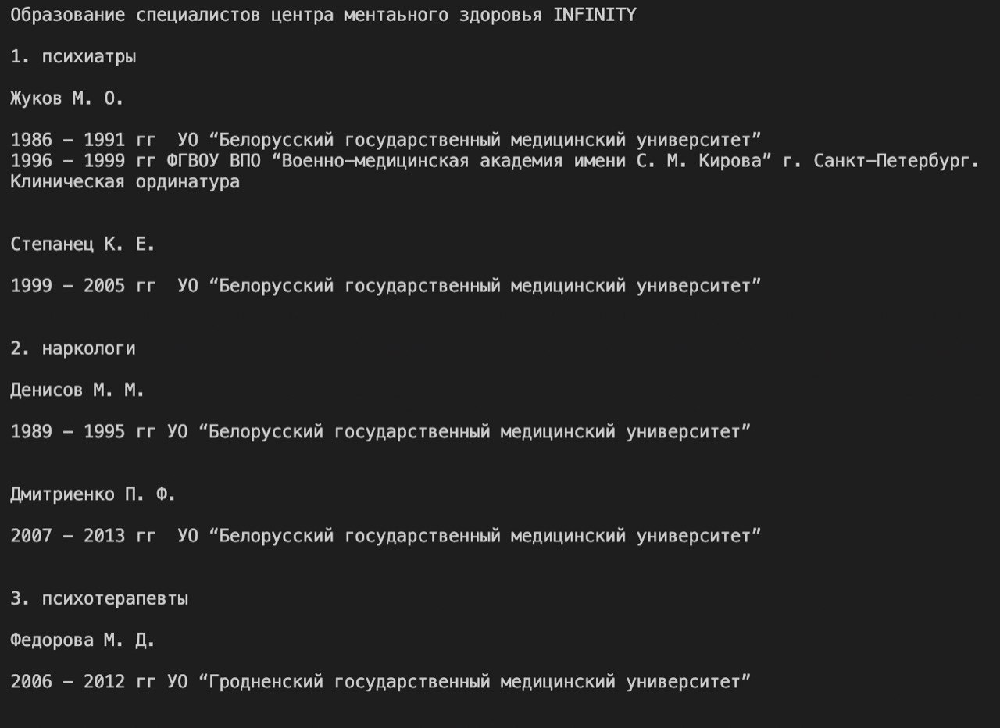 Образование специалистов центра ментаьного здоровья INFINITY
1. психиатры
Жуков М. О.
1986 – 1991 гг  УО “Белорусский государственный медицинский университет”
1996 – 1999 гг ФГВОУ ВПО “Военно-медицинская академия имени С. М. Кирова” г. Санкт-Петербург.
Клиническая ординатура
Степанец К. Е.
1999 – 2005 гг  УО “Белорусский государственный медицинский университет”
2. наркологи
Денисов М. М.
1989 – 1995 гг УО “Белорусский государственный медицинский университет”
Дмитриенко П. Ф.
2007 – 2013 гг  УО “Белорусский государственный медицинский университет”
3. психотерапевты
Федорова М. Д.
2006 – 2012 гг УО “Гродненский государственный медицинский университет”